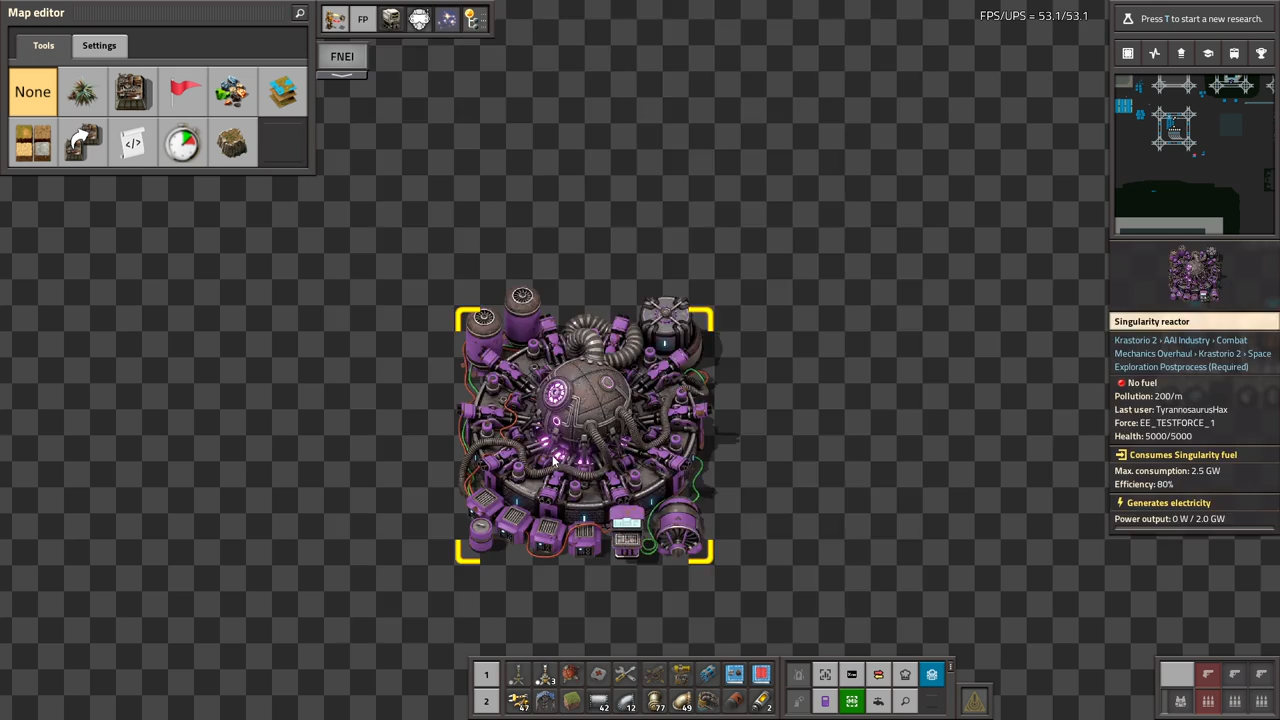 Map editor
Tools
Settings
None
FP
FNEI
FPS/UPS = 53.1/53.1
Press T to start a new research.
Singularity reactor
Krastorio 2 › AAI Industry › Combat
Mechanics Overhaul › Krastorio 2 › Space
Exploration Postprocess (Required)
No fuel
Pollution: 200/m
Last user: TyrannosaurusHax
Force: EE_TESTFORCE_1
Health: 5000/5000
Consumes Singularity fuel
Max. consumption: 2.5 GW
Efficiency: 80%
Generates electricity
Power output: 0 W / 2.0 GW
1
3
2
47
42
12
77
49
2